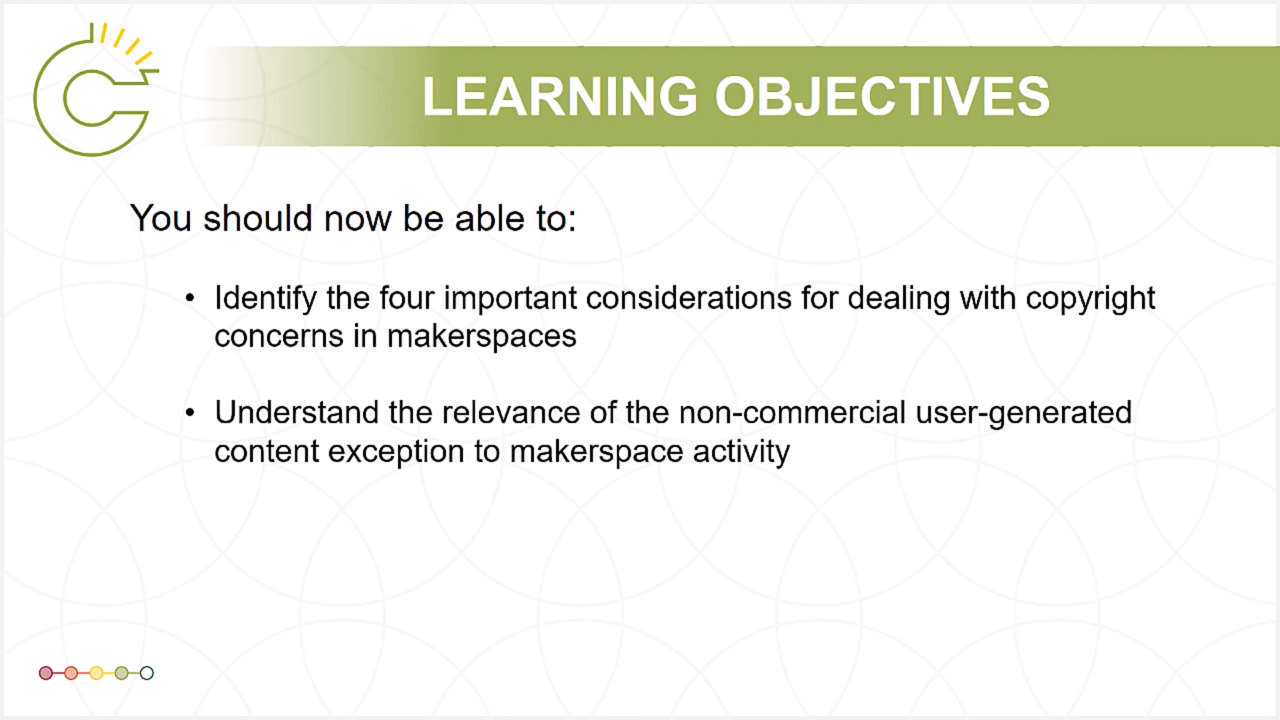 LEARNING OBJECTIVES
You should now be able to:
• Identify the four important considerations for dealing with copyright
concerns in makerspaces
• Understand the relevance of the non-commercial user-generated
content exception to makerspace activity